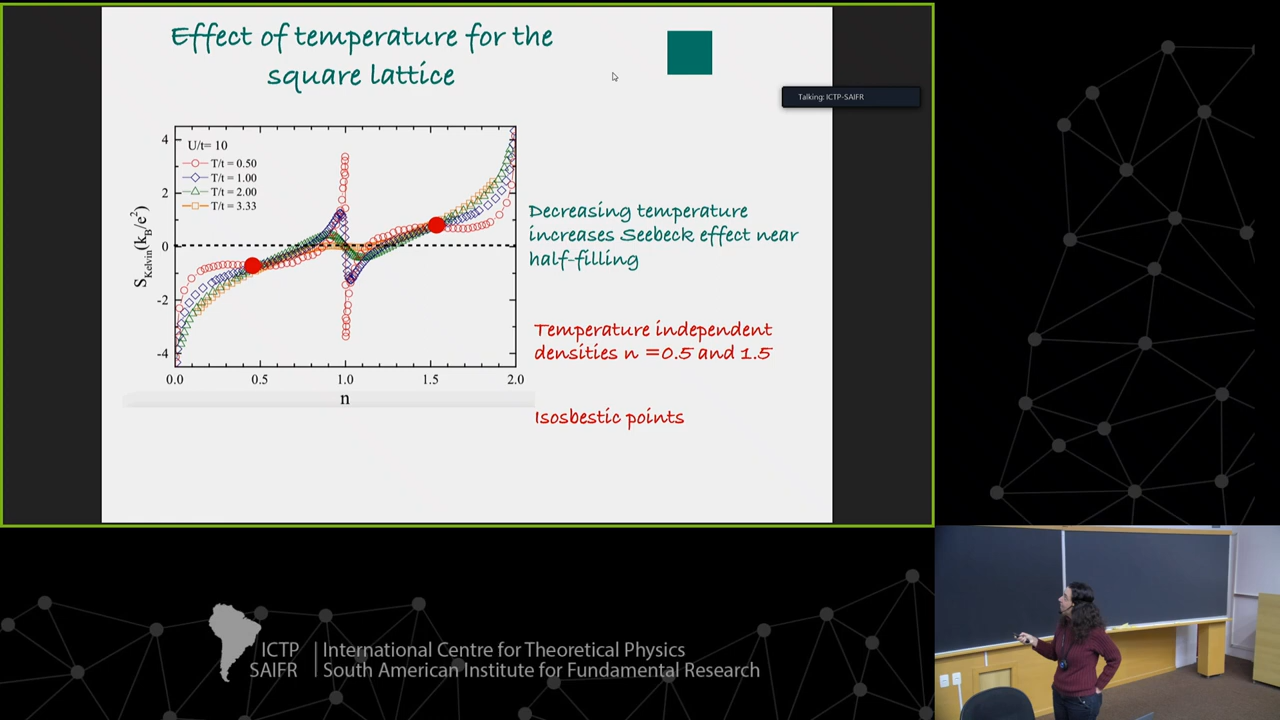 Effect of temperature for the
square lattice
Talking: ICTP-SAIFR
U/t= 10
T/t = 0.50
T/t = 1.00
T/t = 2.00
T/t = 3.33
S_Kelvin(k_B/e²)
4
2
0
-2
-4
0.0 0.5 1.0 1.5 2.0
n
Decreasing temperature
increases Seebeck effect near
half-filling
Temperature independent
densities n =0.5 and 1.5
Isosbestic points
ICTP
SAIFR
International Centre for Theoretical Physics
South American Institute for Fundamental Research